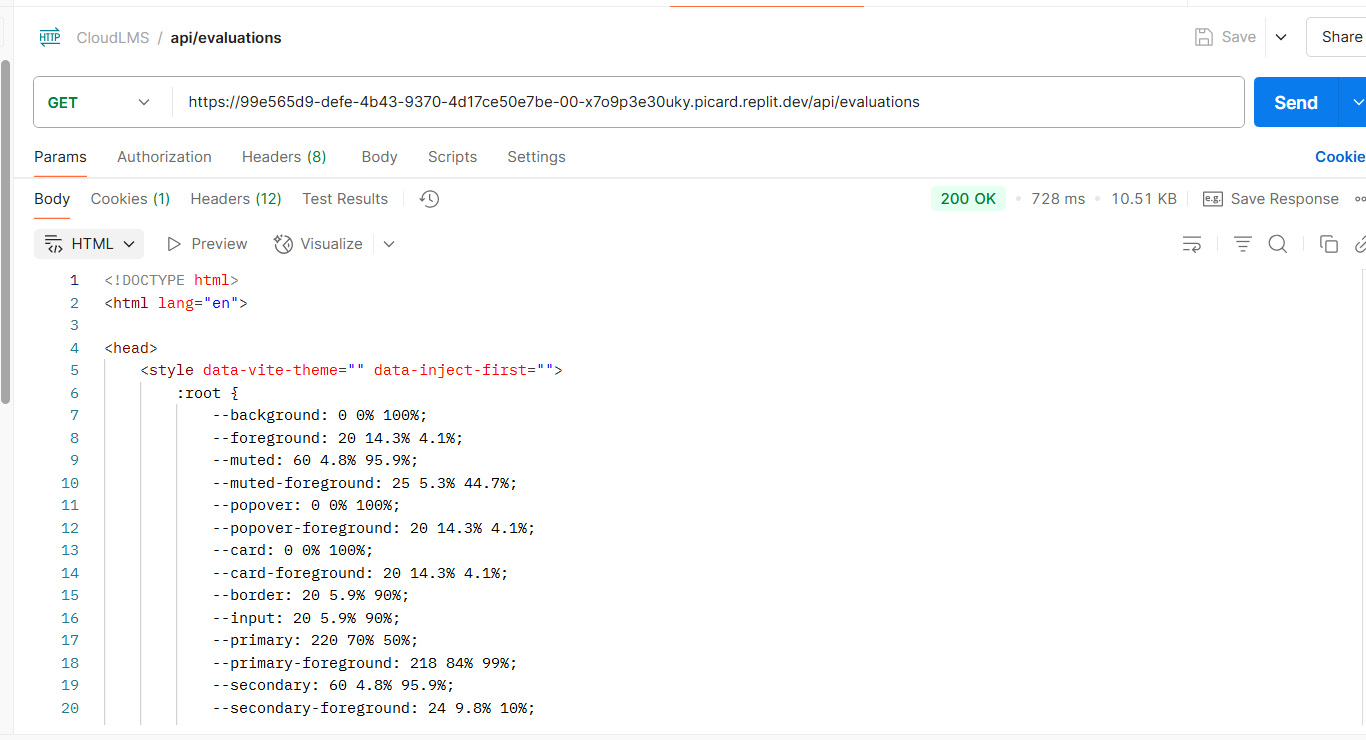 HTTP CloudLMS / api/evaluations Save Share
GET https://99e565d9-defe-4b43-9370-4d17ce50e7be-00-x7o9p3e30uky.picard.replit.dev/api/evaluations Send
Params Authorization Headers (8) Body Scripts Settings Cookie
Body Cookies (1) Headers (12) Test Results 200 OK 728 ms 10.51 KB e.g. Save Response
HTML Preview Visualize
1 <!DOCTYPE html>
2 <html lang="en">
3
4 <head>
5 <style data-vite-theme="" data-inject-first="">
6 :root {
7 --background: 0 0% 100%;
8 --foreground: 20 14.3% 4.1%;
9 --muted: 60 4.8% 95.9%;
10 --muted-foreground: 25 5.3% 44.7%;
11 --popover: 0 0% 100%;
12 --popover-foreground: 20 14.3% 4.1%;
13 --card: 0 0% 100%;
14 --card-foreground: 20 14.3% 4.1%;
15 --border: 20 5.9% 90%;
16 --input: 20 5.9% 90%;
17 --primary: 220 70% 50%;
18 --primary-foreground: 218 84% 99%;
19 --secondary: 60 4.8% 95.9%;
20 --secondary-foreground: 24 9.8% 10%;